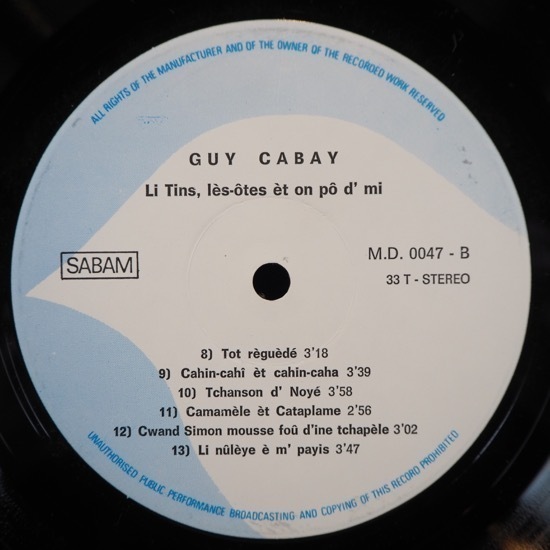 ALL RIGHTS OF THE MANUFACTURER AND OF THE OWNER OF THE RECORDED WORK RESERVED
GUY CABAY
Li Tins, lès-ôtes èt on pô d' mi
SABAM
M.D. 0047 - B
33 T - STEREO
8) Tot règuèdé 3'18
9) Cahin-cahî èt cahin-caha 3'39
10) Tchanson d' Noyé 3'58
11) Camamèle èt Cataplame 2'56
12) Cwand Simon mousse foû d'ine tchapèle 3'02
13) Li nûlèye è m' payis 3'47
UNAUTHORISED PUBLIC PERFORMANCE BROADCASTING AND COPYING OF THIS RECORD PROHIBITED